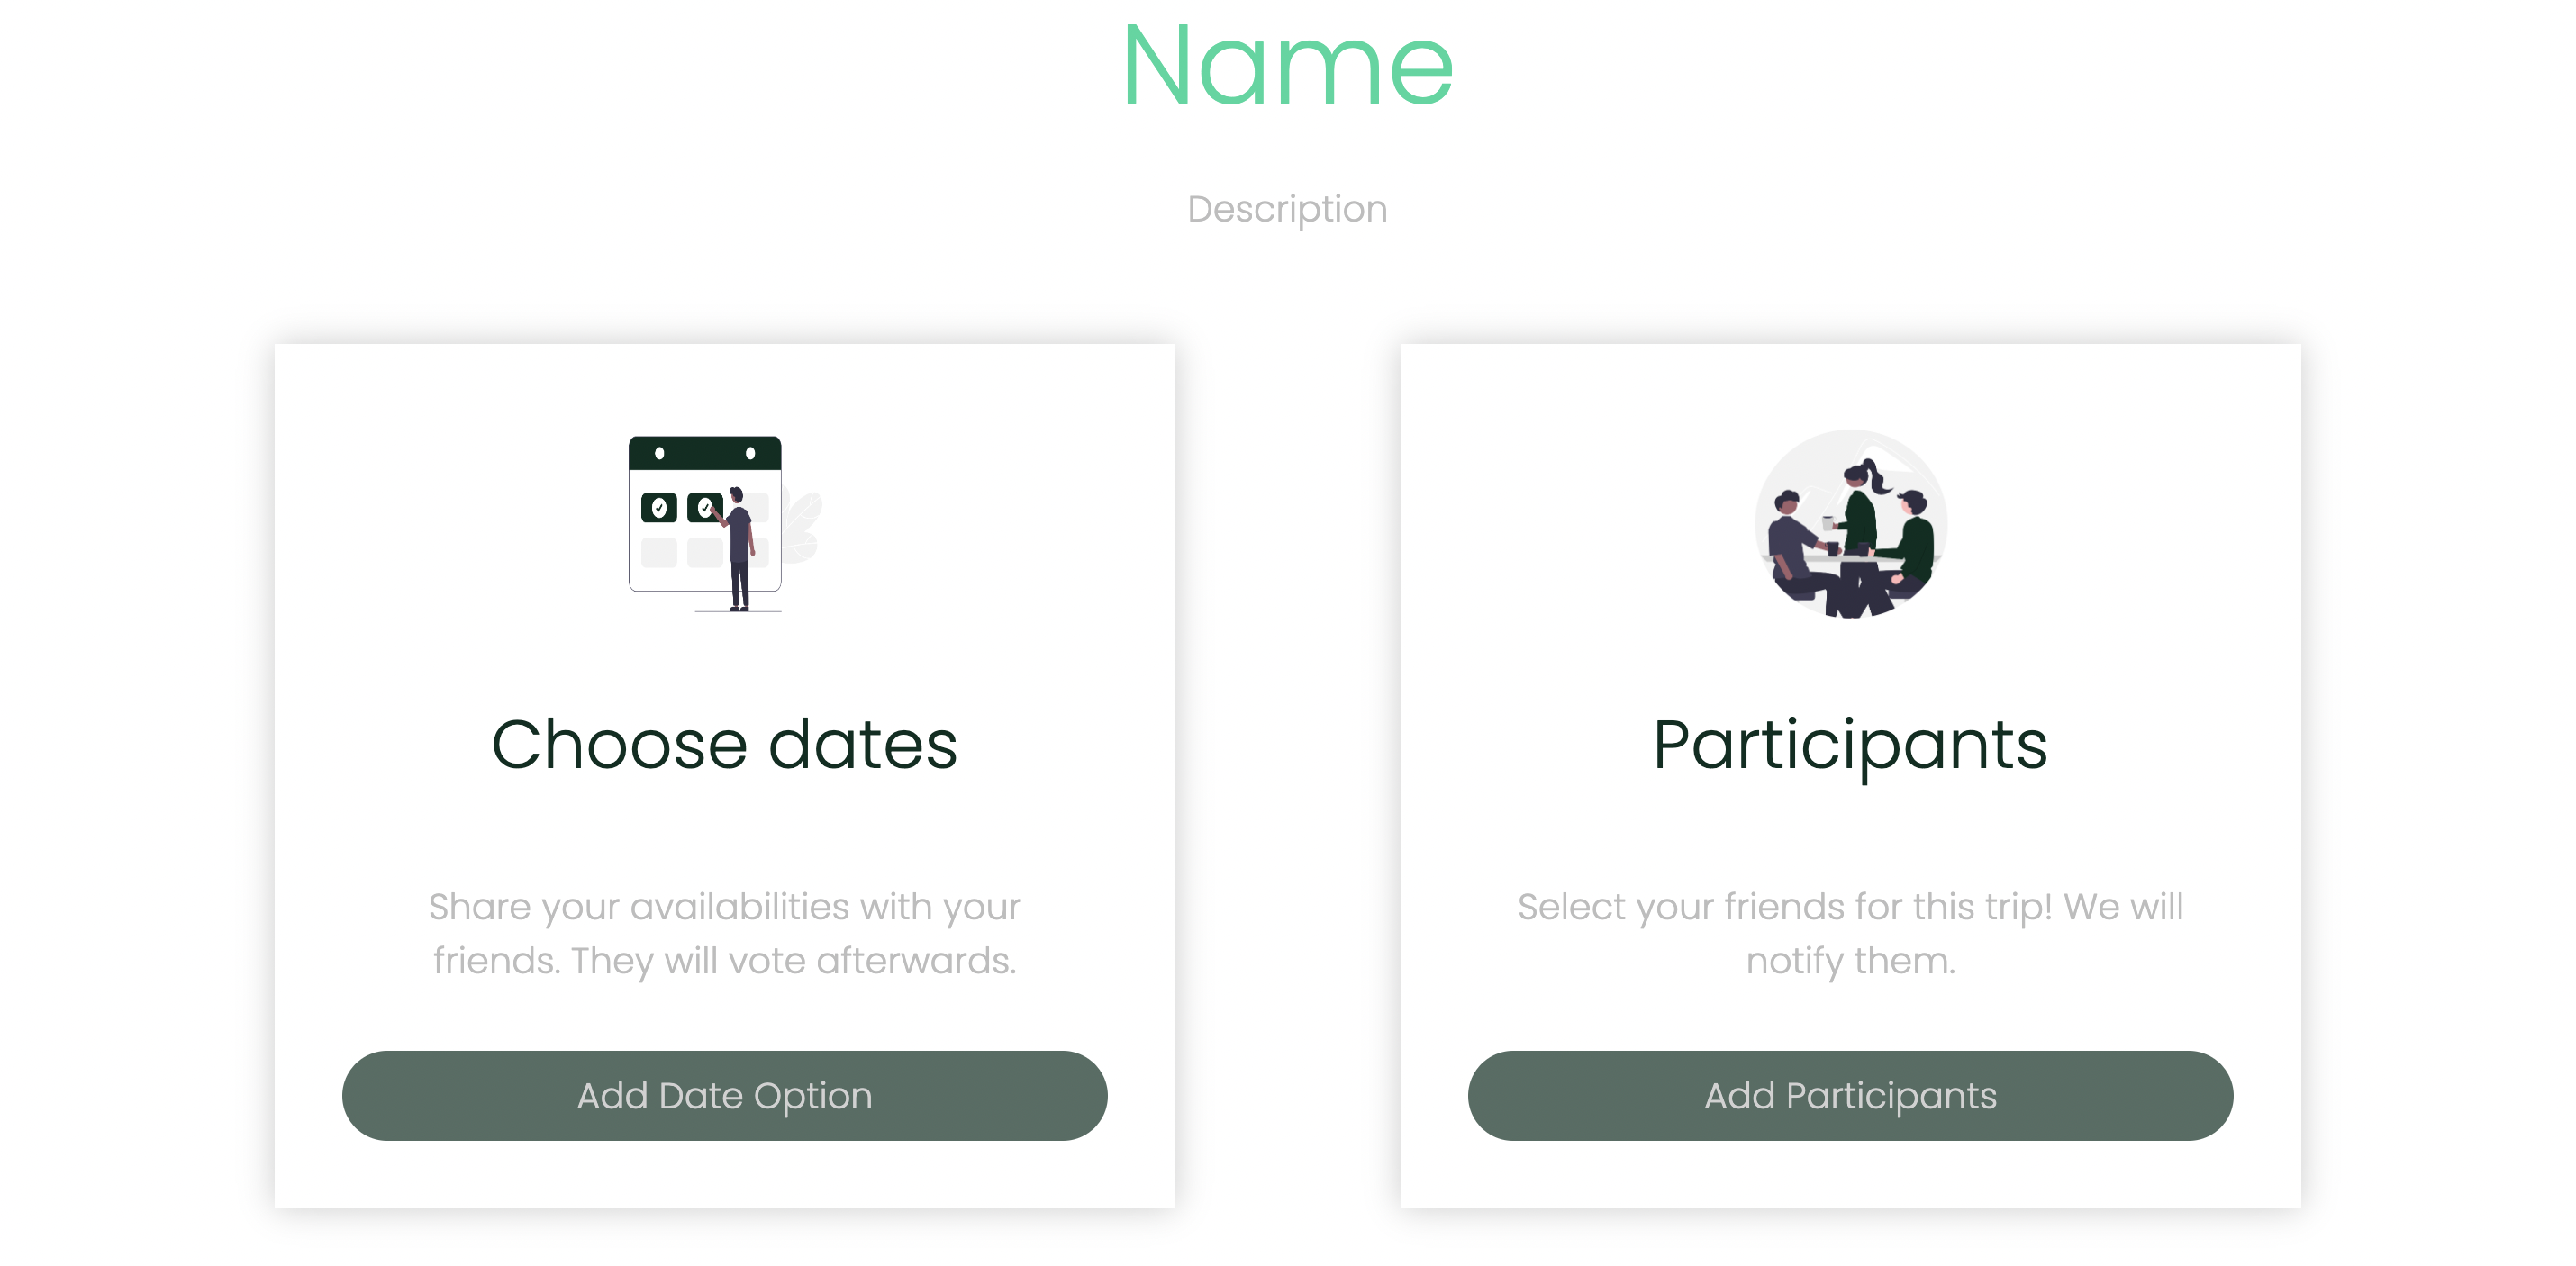 Name
Description
Choose dates
Share your availabilities with your
friends. They will vote afterwards.
Add Date Option
Participants
Select your friends for this trip! We will
notify them.
Add Participants